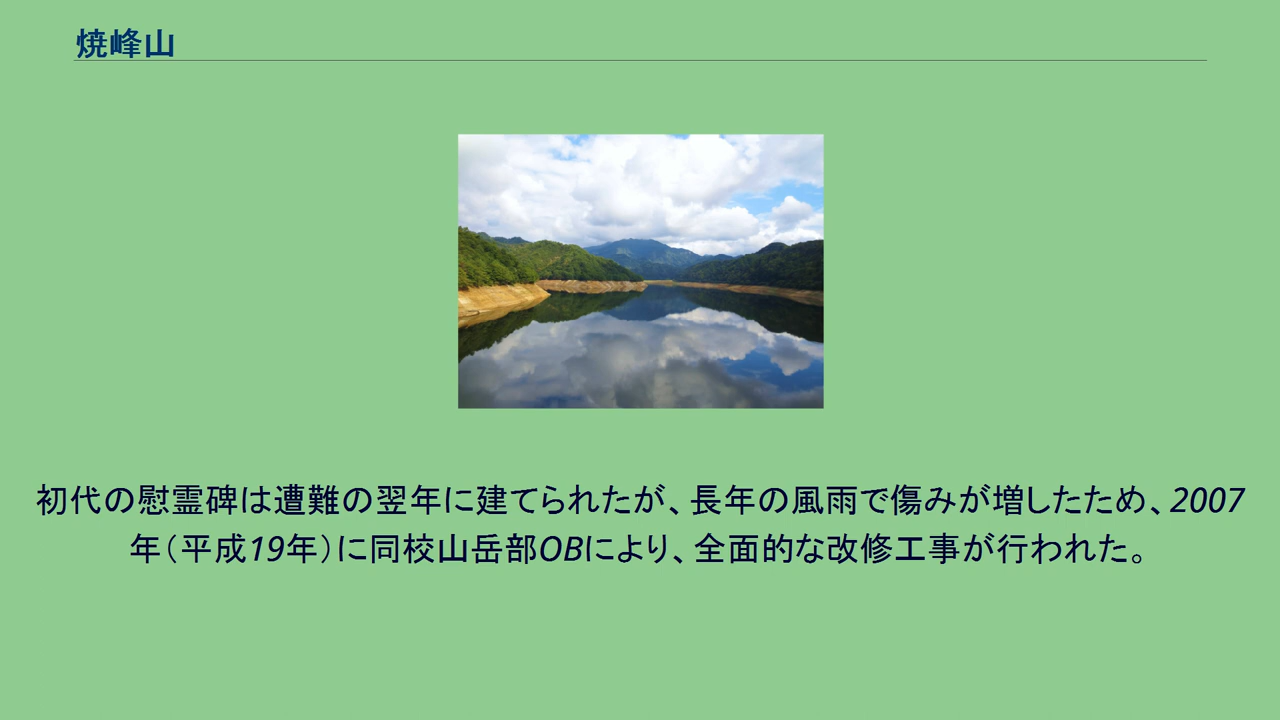 焼峰山
初代の慰霊碑は遭難の翌年に建てられたが、長年の風雨で傷みが増したため、2007
年（平成19年）に同校山岳部OBにより、全面的な改修工事が行われた。